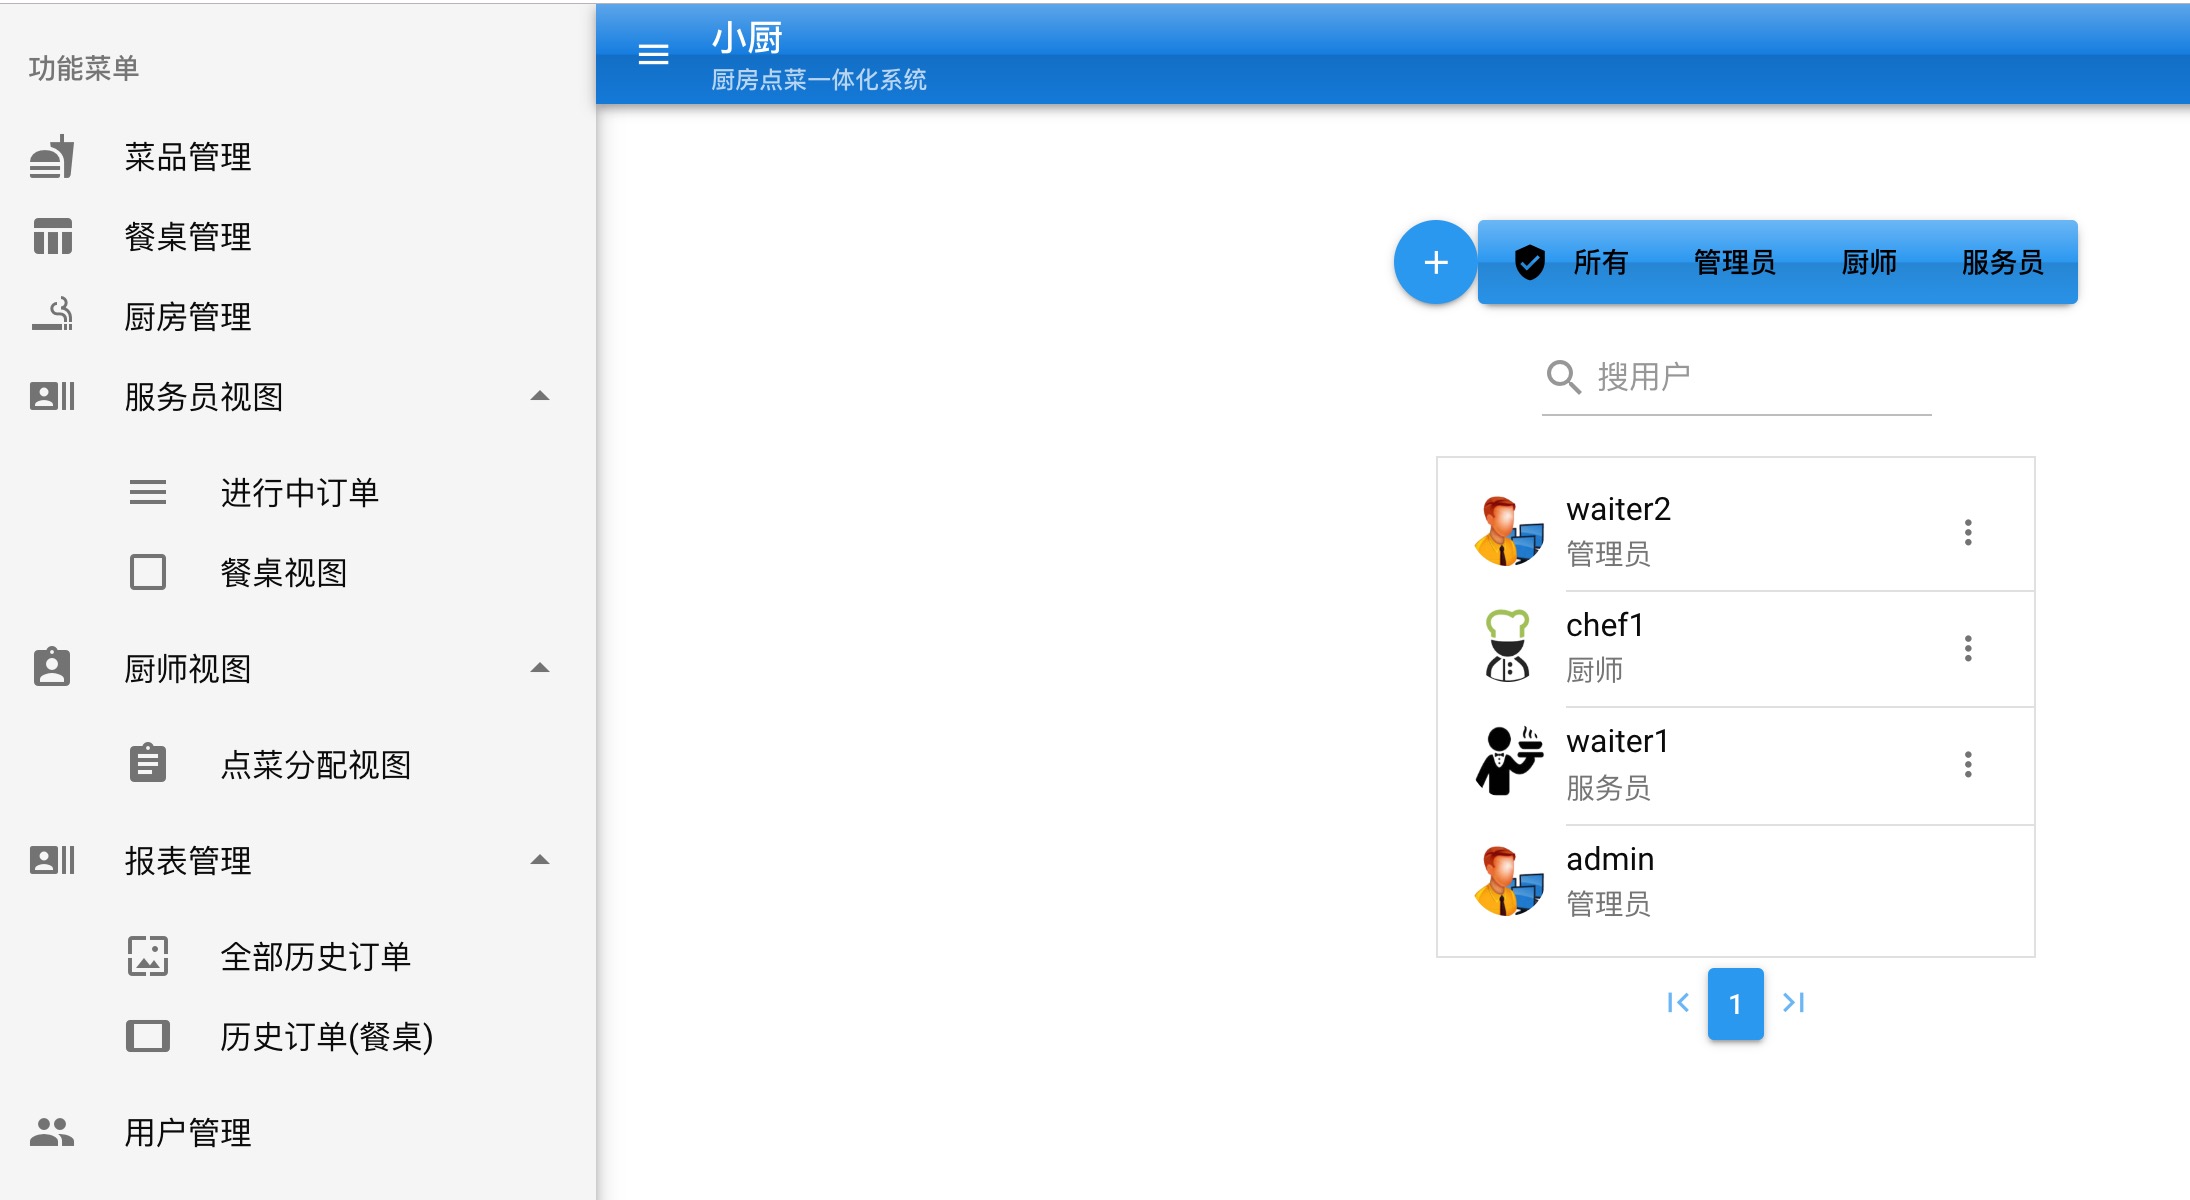 功能菜单
菜品管理
餐桌管理
厨房管理
服务员视图
进行中订单
餐桌视图
厨师视图
点菜分配视图
报表管理
全部历史订单
历史订单(餐桌)
用户管理
小厨
厨房点菜一体化系统
所有 管理员 厨师 服务员
搜用户
waiter2
管理员
chef1
厨师
waiter1
服务员
admin
管理员
1